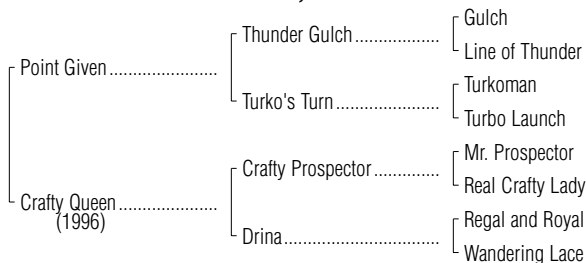 Gulch
Thunder Gulch....................
Line of Thunder
Point Given.........................
Turkoman
Turko's Turn........................
Turbo Launch
Mr. Prospector
Crafty Prospector...............
Real Crafty Lady
Crafty Queen.......................
(1996)
Regal and Royal
Drina.....................................
Wandering Lace